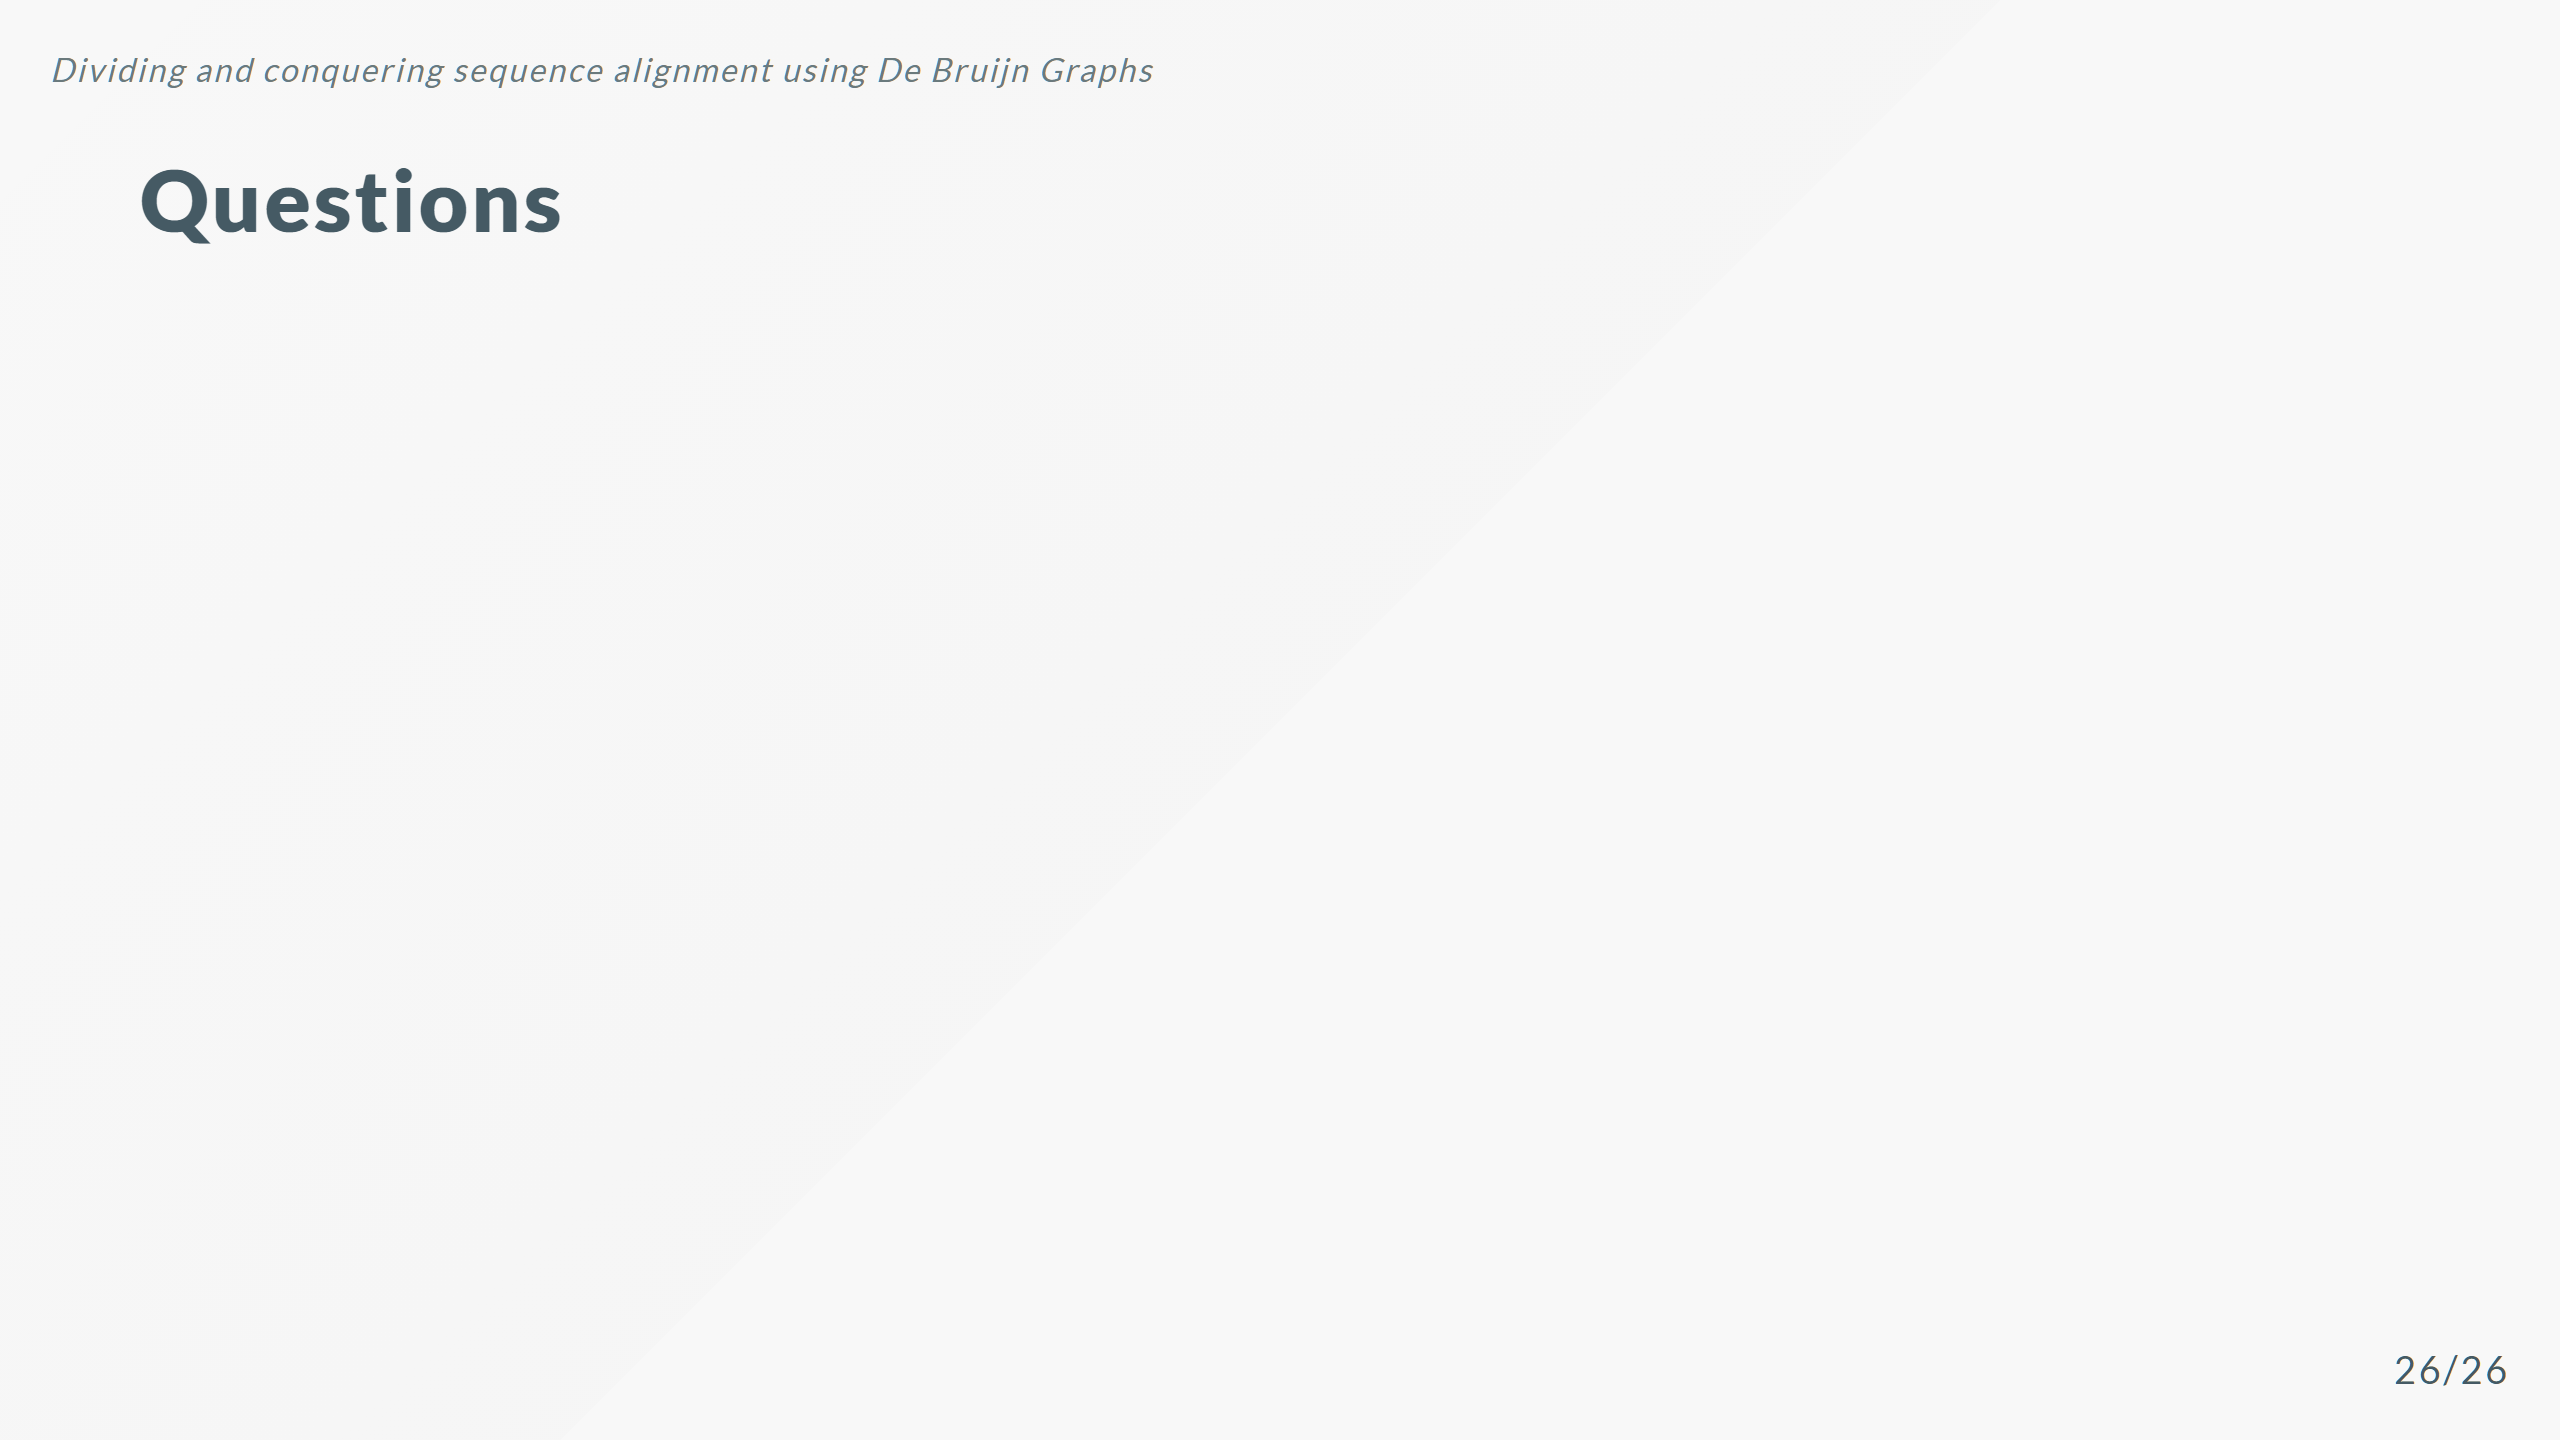 Dividing and conquering sequence alignment using De Bruijn Graphs
Questions
26/26